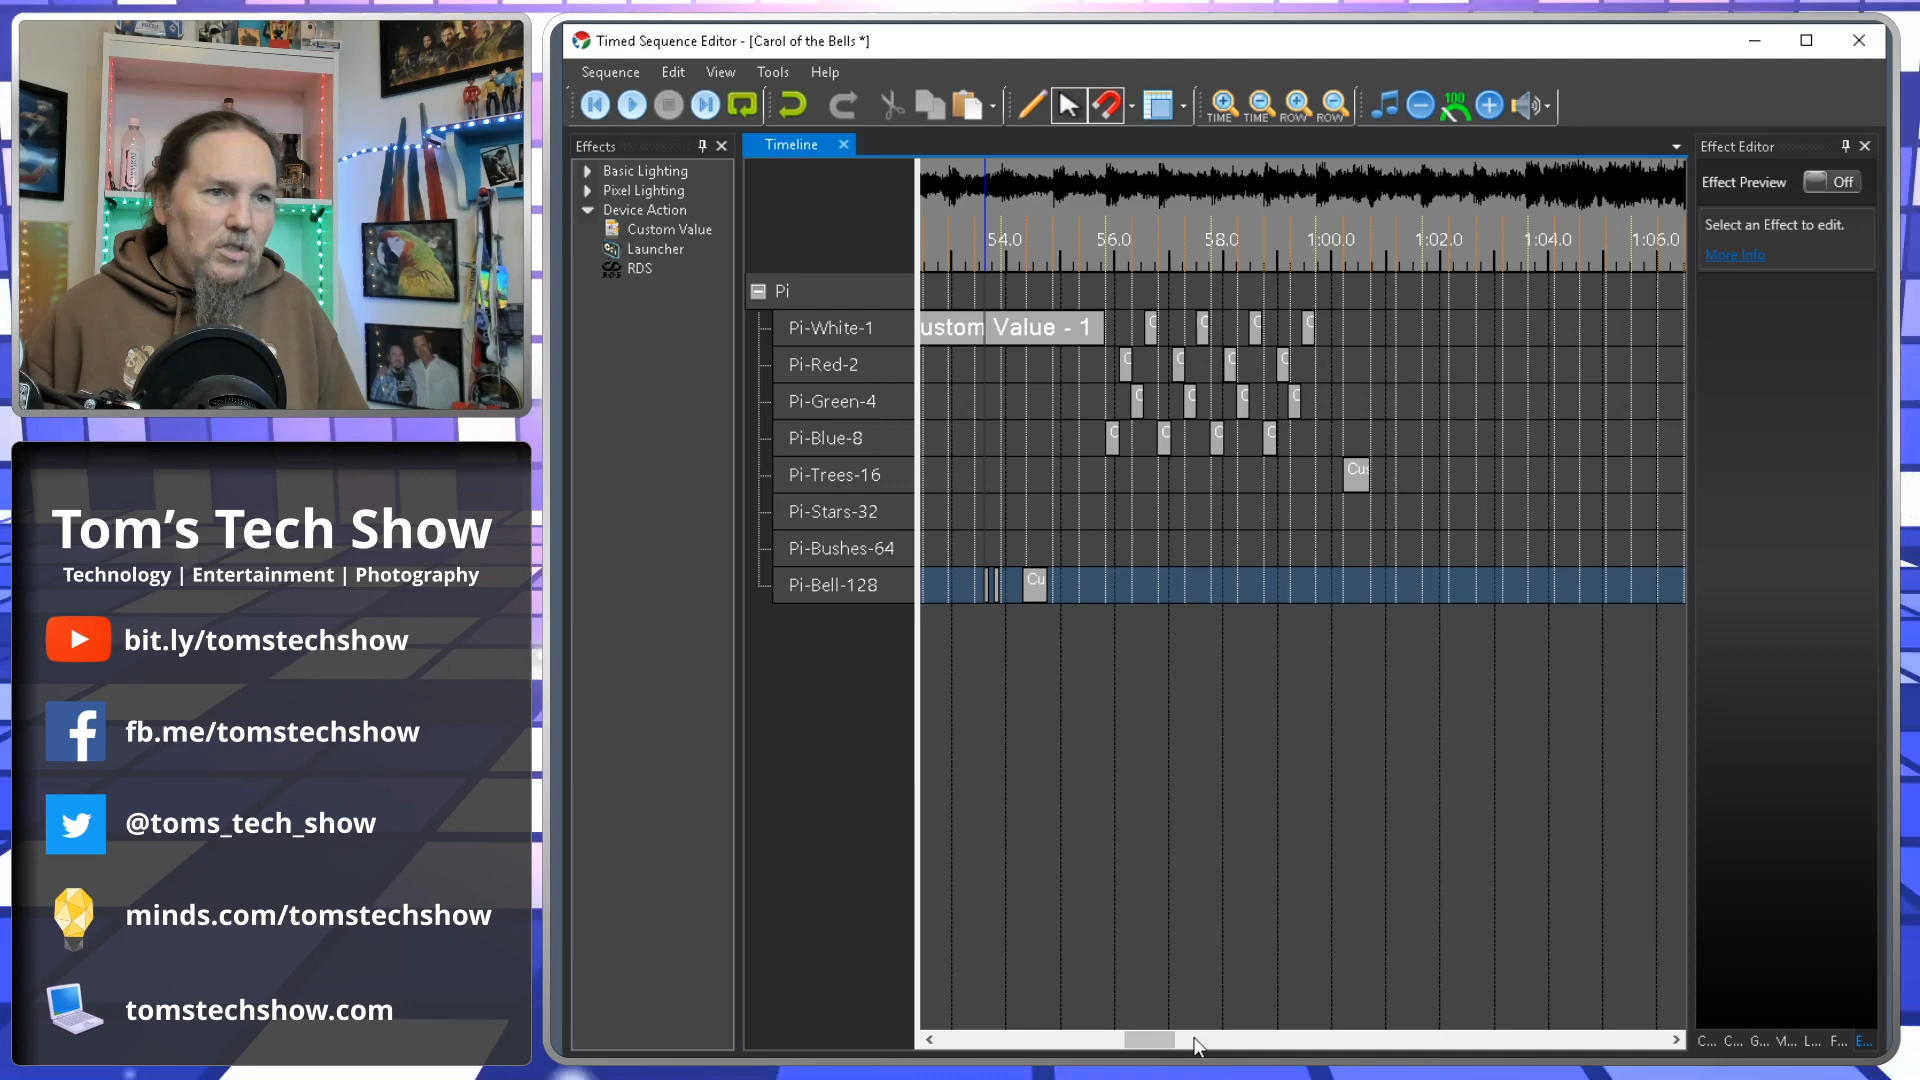 Timed Sequence Editor - [Carol of the Bells *]
Sequence Edit View Tools Help
TIME TIME ROW ROW 100
Effects
Timeline
Effect Editor
Basic Lighting
Pixel Lighting
Device Action
Custom Value
Launcher
RDS
Effect Preview Off
Select an Effect to edit.
More Info
54.0 56.0 58.0 1:00.0 1:02.0 1:04.0 1:06.0
Pi
Pi-White-1 ustom Value - 1 C C C C
Pi-Red-2 C C C C
Pi-Green-4 C C C C
Pi-Blue-8 C C C C
Pi-Trees-16 Cu
Pi-Stars-32
Pi-Bushes-64
Pi-Bell-128 Cu
C... C... G... M... L... F... E...
Tom's Tech Show
Technology | Entertainment | Photography
bit.ly/tomstechshow
fb.me/tomstechshow
@toms_tech_show
minds.com/tomstechshow
tomstechshow.com